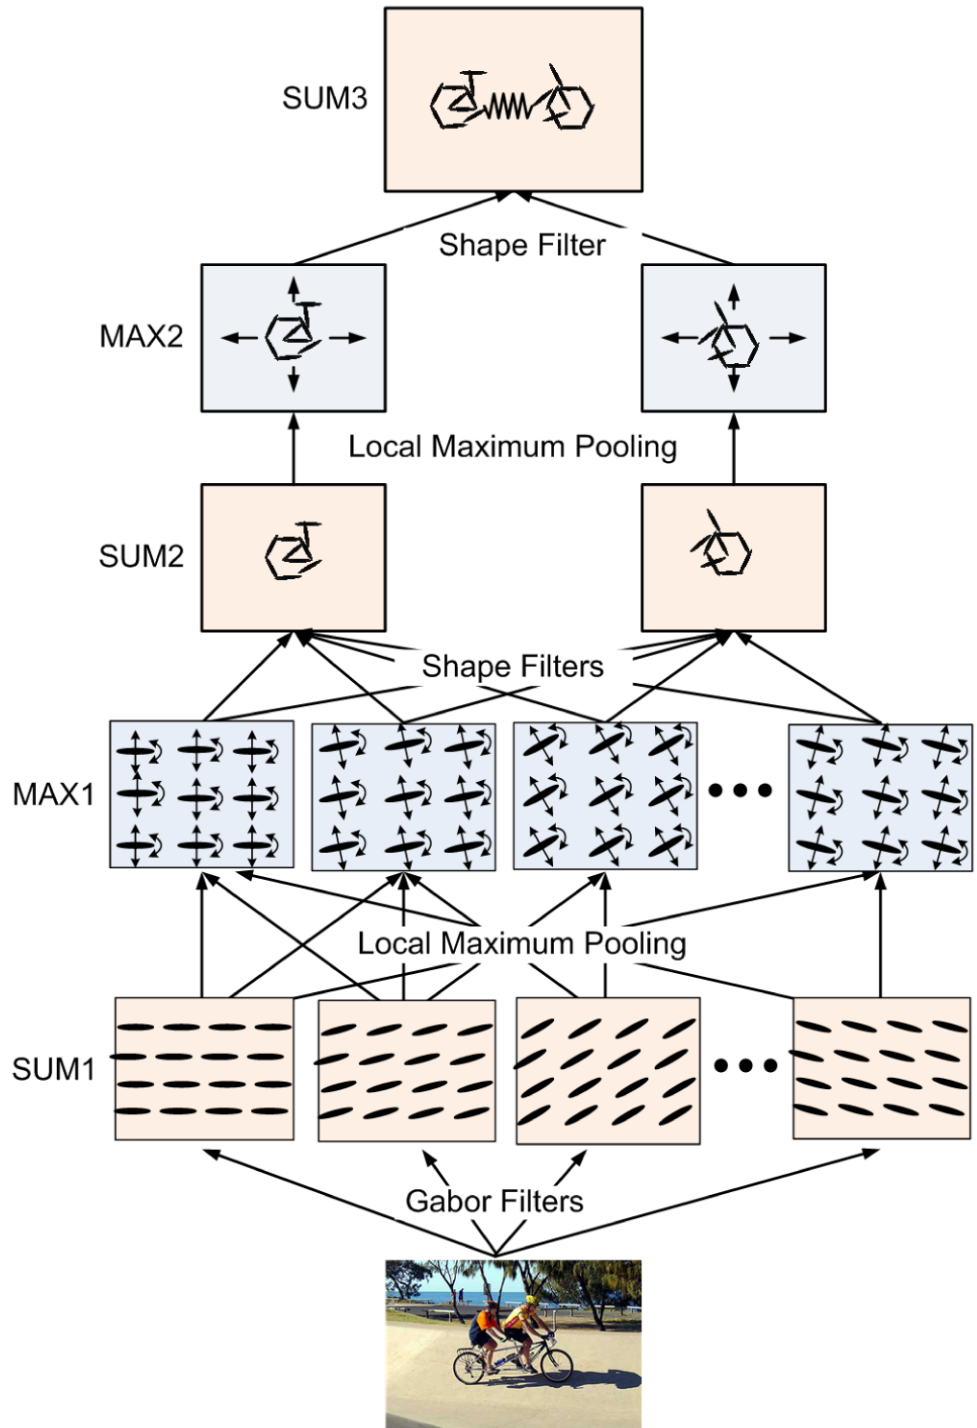 SUM3
Shape Filter
MAX2
Local Maximum Pooling
SUM2
Shape Filters
MAX1
Local Maximum Pooling
SUM1
Gabor Filters